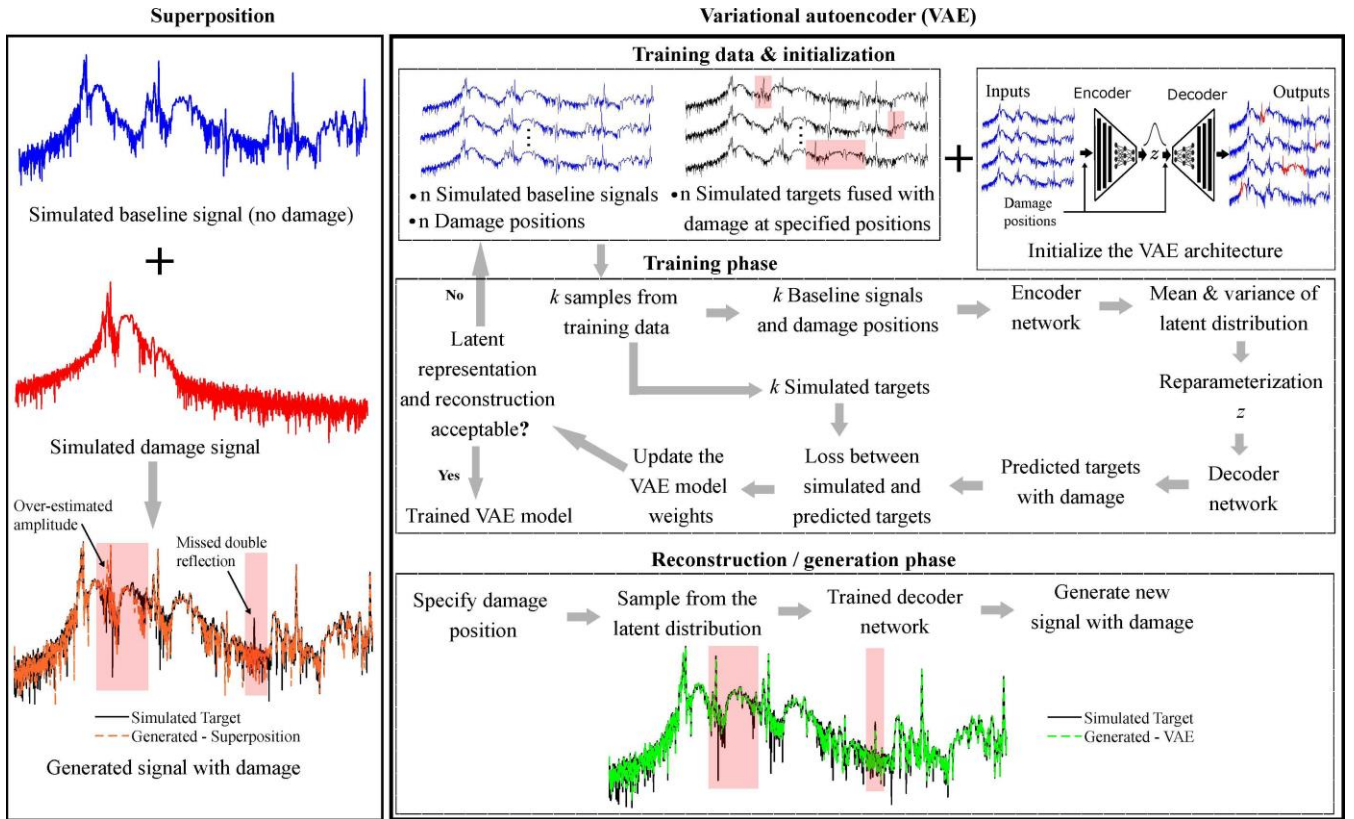 Superposition
Simulated baseline signal (no damage)
+
Simulated damage signal
Over-estimated
amplitude
Missed double
reflection
Simulated Target
Generated - Superposition
Generated signal with damage
Variational autoencoder (VAE)
Training data & initialization
• n Simulated baseline signals
• n Damage positions
• n Simulated targets fused with
damage at specified positions
+
Inputs
Encoder
Decoder
Outputs
z
Damage
positions
Initialize the VAE architecture
Training phase
No
k samples from
training data
k Baseline signals
and damage positions
Encoder
network
Mean & variance of
latent distribution
Latent
representation
and reconstruction
acceptable?
k Simulated targets
Reparameterization
z
Yes
Trained VAE model
Update the
VAE model
weights
Loss between
simulated and
predicted targets
Predicted targets
with damage
Decoder
network
Reconstruction / generation phase
Specify damage
position
Sample from the
latent distribution
Trained decoder
network
Generate new
signal with damage
Simulated Target
Generated - VAE